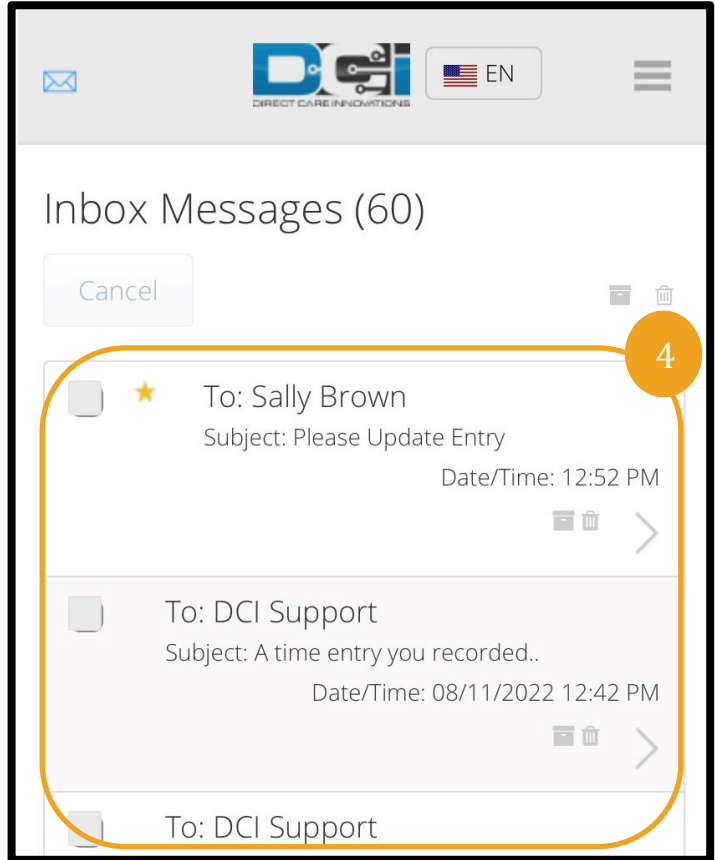 DCI
DIRECT CARE INNOVATIONS
EN
Inbox Messages (60)
Cancel
4
To: Sally Brown
Subject: Please Update Entry
Date/Time: 12:52 PM
To: DCI Support
Subject: A time entry you recorded..
Date/Time: 08/11/2022 12:42 PM
To: DCI Support